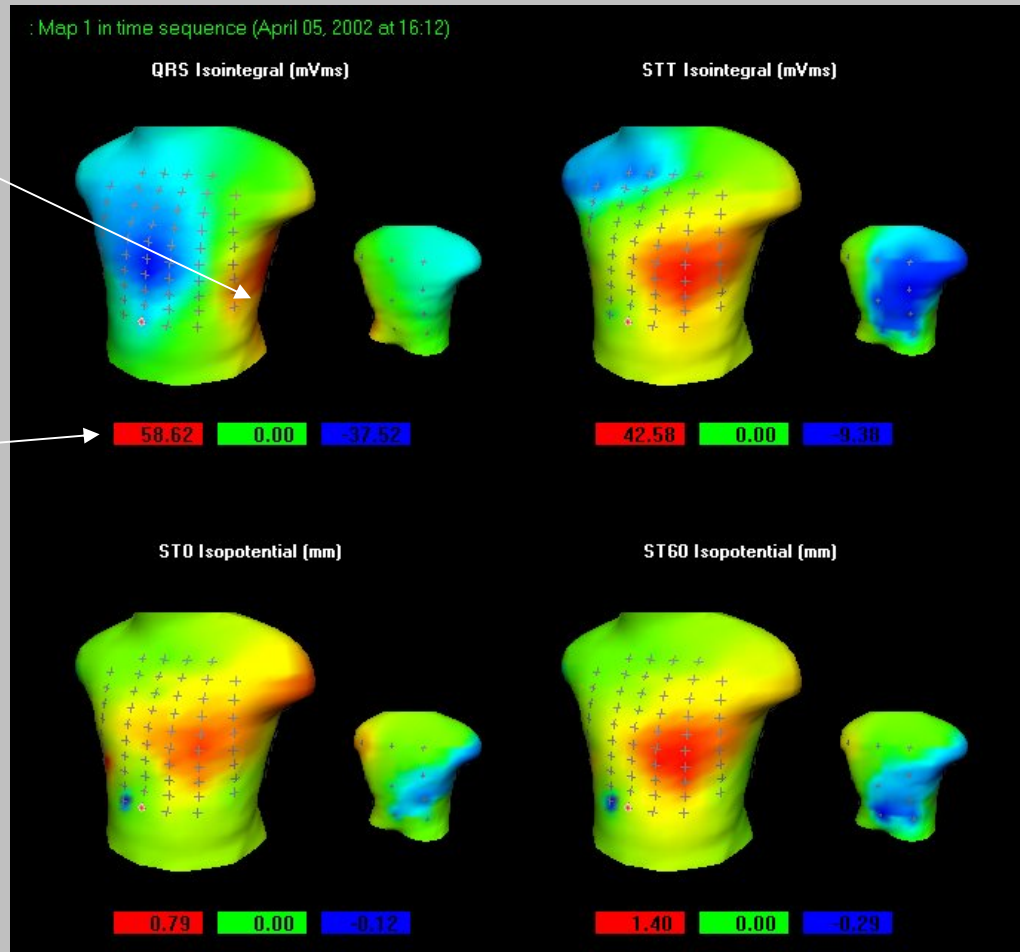 : Map 1 in time sequence (April 05, 2002 at 16:12)
QRS Isointegral (mVms)
STT Isointegral (mVms)
58.62 0.00 -37.52
42.58 0.00 -9.38
ST0 Isopotential (mm)
ST60 Isopotential (mm)
0.79 0.00 -0.12
1.40 0.00 -0.29